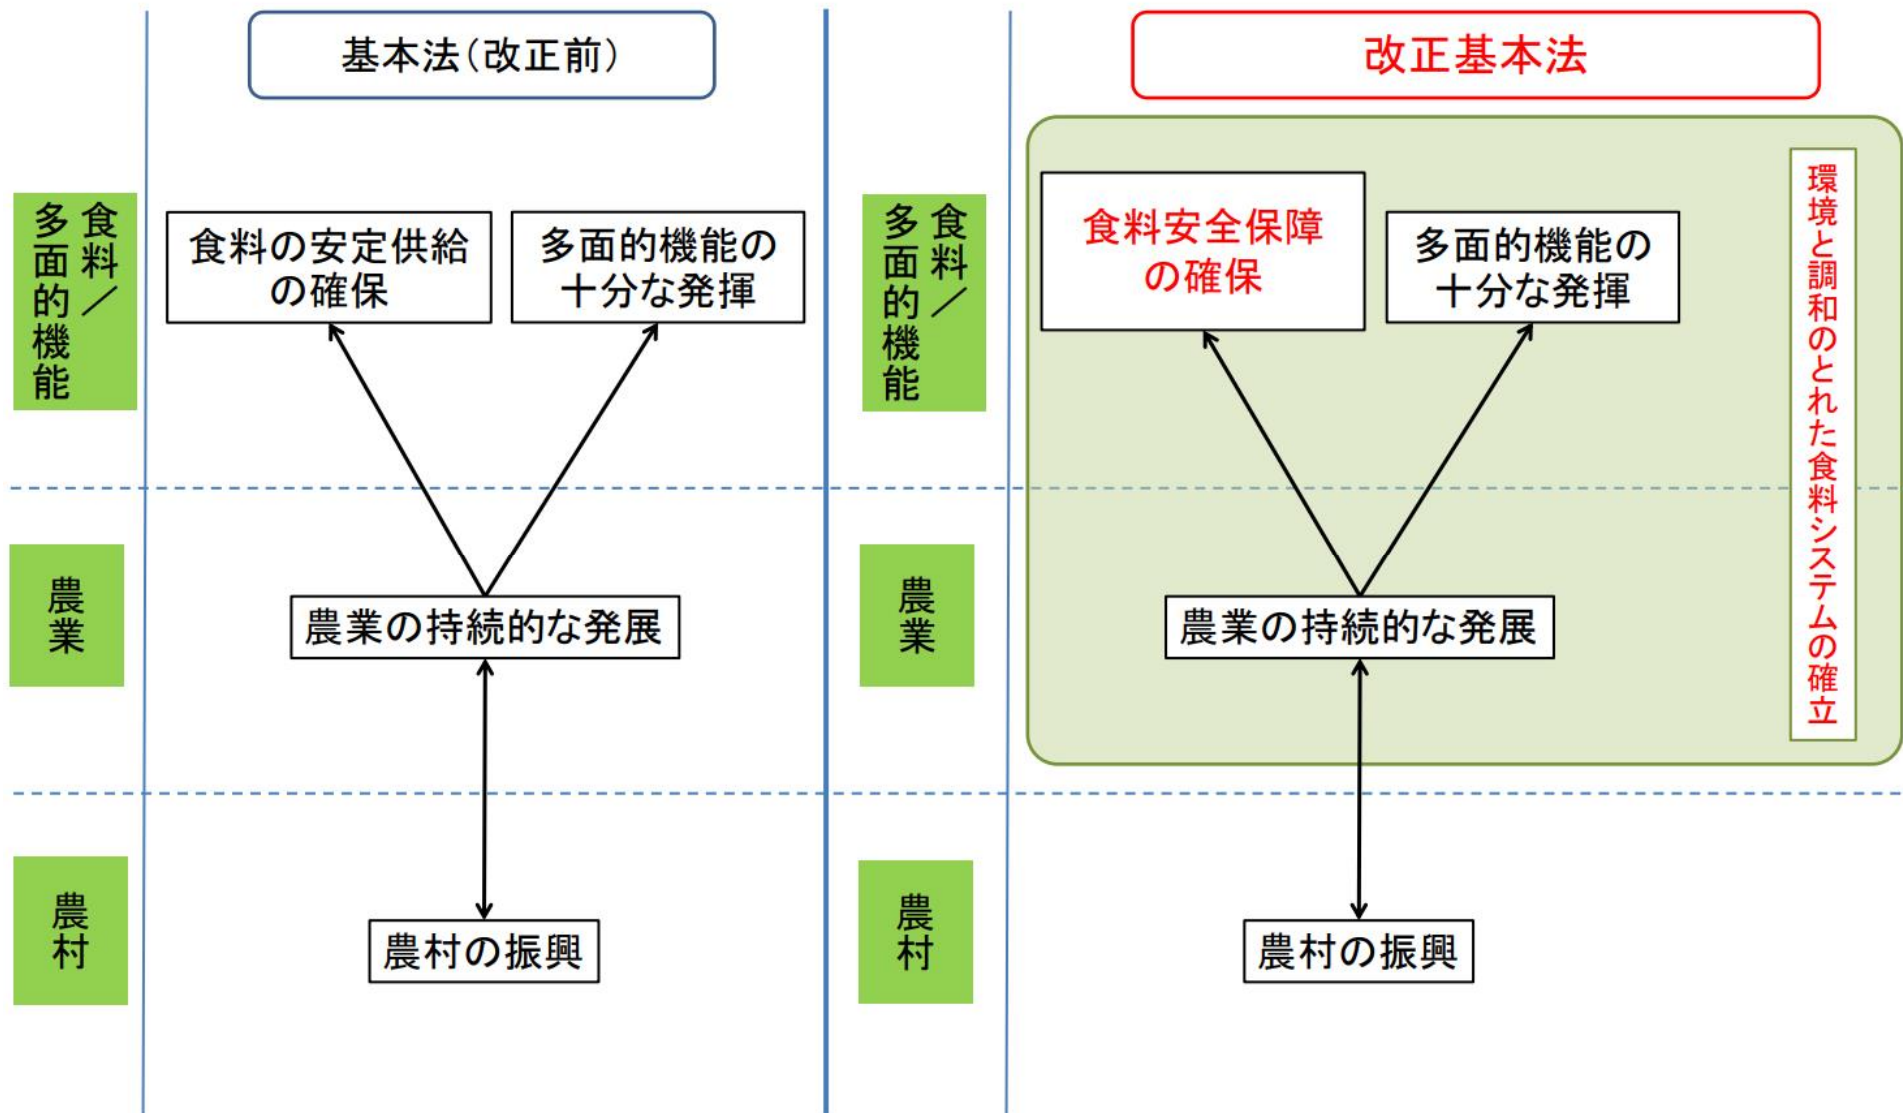 基本法（改正前）
食料／
多面的機能
食料の安定供給
の確保
多面的機能の
十分な発揮
農業
農業の持続的な発展
農村
農村の振興
改正基本法
食料／
多面的機能
食料安全保障
の確保
多面的機能の
十分な発揮
環境と調和のとれた食料システムの確立
農業
農業の持続的な発展
農村
農村の振興